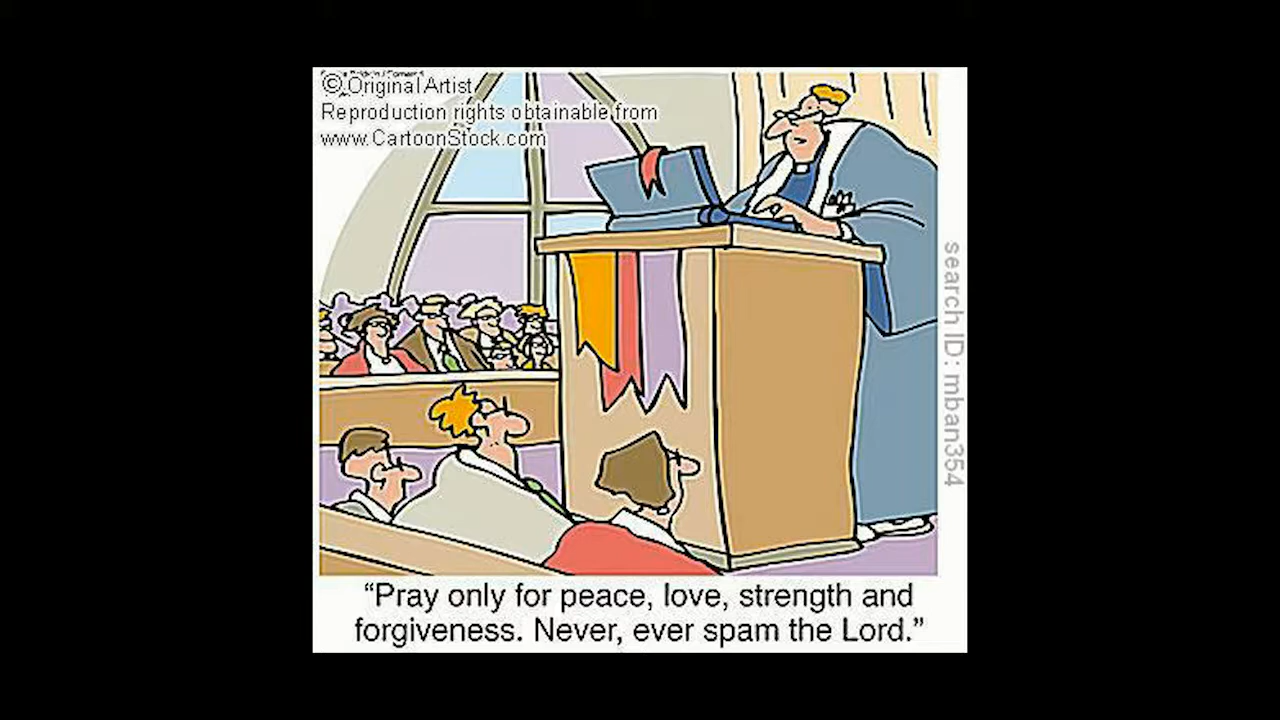 © Original Artist
Reproduction rights obtainable from
www.CartoonStock.com
search ID: mban354
“Pray only for peace, love, strength and
forgiveness. Never, ever spam the Lord.”